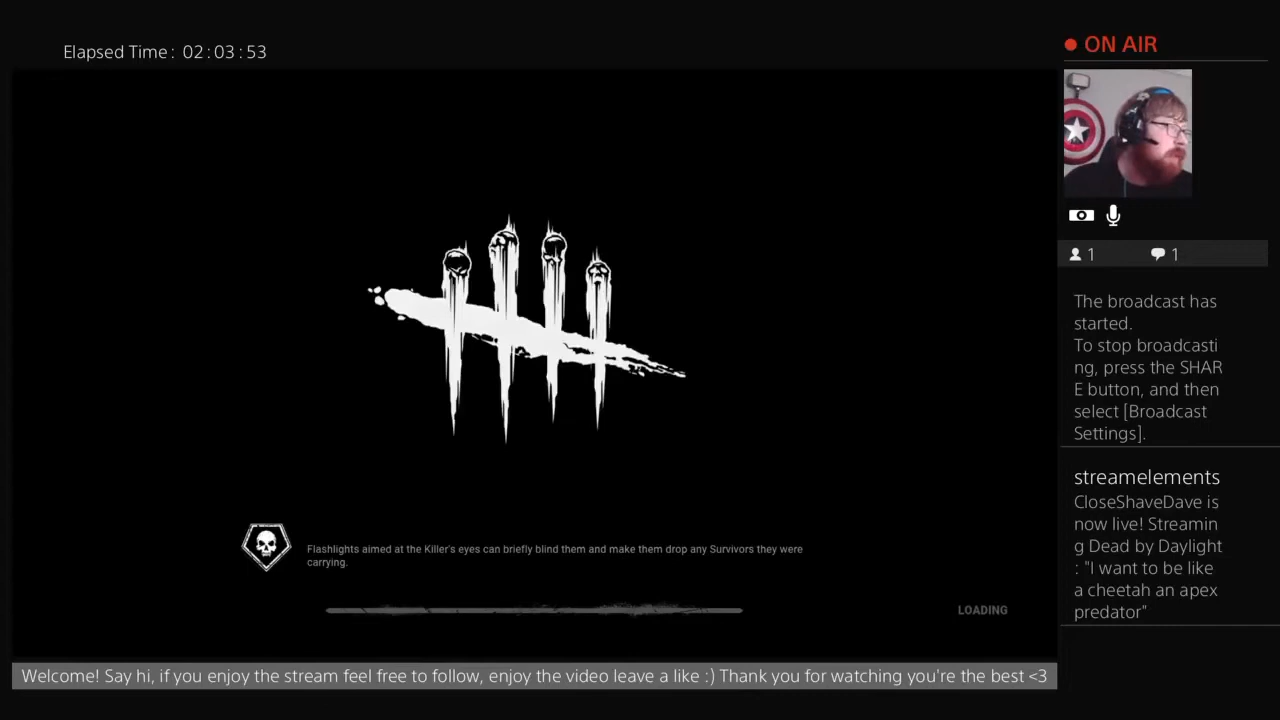 Elapsed Time: 02:03:53
ON AIR
1 1
The broadcast has
started.
To stop broadcasti
ng, press the SHAR
E button, and then
select [Broadcast
Settings].
streamelements
CloseShaveDave is
now live! Streamin
g Dead by Daylight
: "I want to be like
a cheetah an apex
predator"
Flashlights aimed at the Killer's eyes can briefly blind them and make them drop any Survivors they were
carrying.
LOADING
Welcome! Say hi, if you enjoy the stream feel free to follow, enjoy the video leave a like :) Thank you for watching you're the best <3